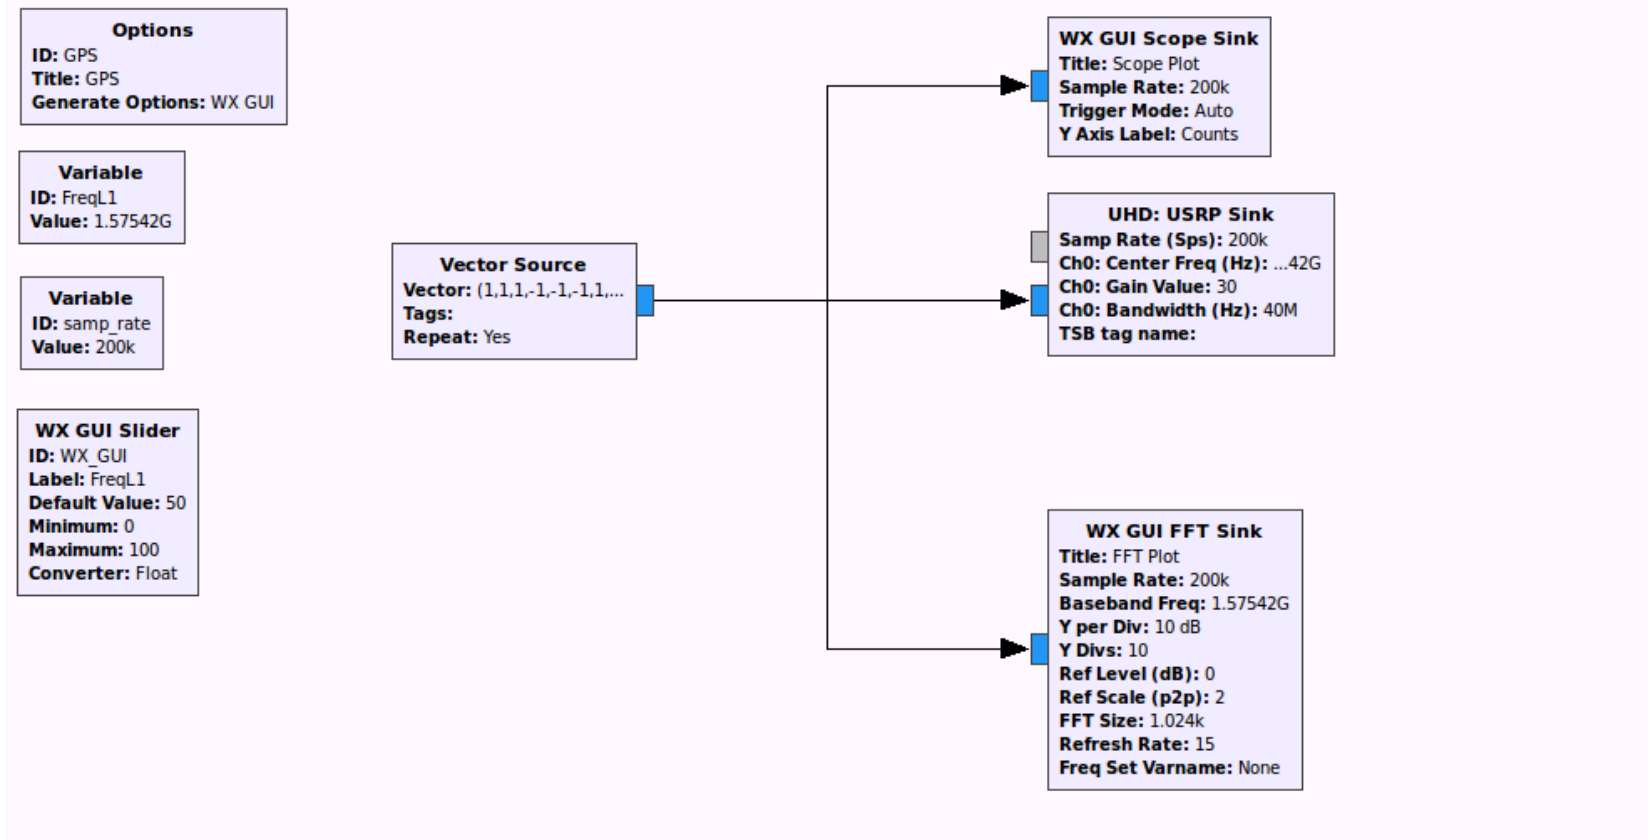 Options
ID: GPS
Title: GPS
Generate Options: WX GUI
Variable
ID: FreqL1
Value: 1.57542G
Variable
ID: samp_rate
Value: 200k
WX GUI Slider
ID: WX_GUI
Label: FreqL1
Default Value: 50
Minimum: 0
Maximum: 100
Converter: Float
Vector Source
Vector: (1,1,1,-1,-1,-1,1,...
Tags:
Repeat: Yes
WX GUI Scope Sink
Title: Scope Plot
Sample Rate: 200k
Trigger Mode: Auto
Y Axis Label: Counts
UHD: USRP Sink
Samp Rate (Sps): 200k
Ch0: Center Freq (Hz): ...42G
Ch0: Gain Value: 30
Ch0: Bandwidth (Hz): 40M
TSB tag name:
WX GUI FFT Sink
Title: FFT Plot
Sample Rate: 200k
Baseband Freq: 1.57542G
Y per Div: 10 dB
Y Divs: 10
Ref Level (dB): 0
Ref Scale (p2p): 2
FFT Size: 1.024k
Refresh Rate: 15
Freq Set Varname: None